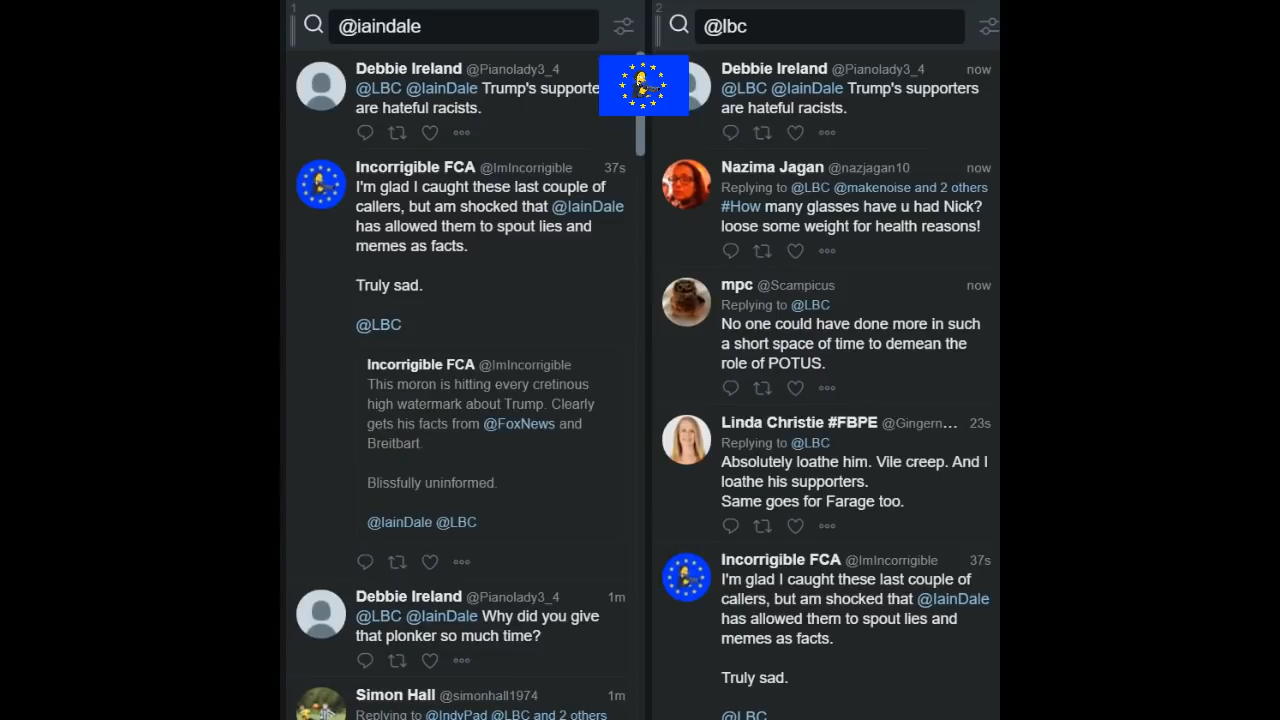 1
@iaindale
Debbie Ireland @Pianolady3_4
@LBC @IainDale Trump's supporte
are hateful racists.
Incorrigible FCA @ImIncorrigible 37s
I'm glad I caught these last couple of
callers, but am shocked that @IainDale
has allowed them to spout lies and
memes as facts.
Truly sad.
@LBC
Incorrigible FCA @ImIncorrigible
This moron is hitting every cretinous
high watermark about Trump. Clearly
gets his facts from @FoxNews and
Breitbart.
Blissfully uninformed.
@IainDale @LBC
Debbie Ireland @Pianolady3_4 1m
@LBC @IainDale Why did you give
that plonker so much time?
Simon Hall @simonhall1974 1m
Replying to @IndyPad @LBC and 2 others
2
@lbc
Debbie Ireland @Pianolady3_4 now
@LBC @IainDale Trump's supporters
are hateful racists.
Nazima Jagan @nazjagan10 now
Replying to @LBC @makenoise and 2 others
#How many glasses have u had Nick?
loose some weight for health reasons!
mpc @Scampicus now
Replying to @LBC
No one could have done more in such
a short space of time to demean the
role of POTUS.
Linda Christie #FBPE @Gingern... 23s
Replying to @LBC
Absolutely loathe him. Vile creep. And I
loathe his supporters.
Same goes for Farage too.
Incorrigible FCA @ImIncorrigible 37s
I'm glad I caught these last couple of
callers, but am shocked that @IainDale
has allowed them to spout lies and
memes as facts.
Truly sad.
@LBC